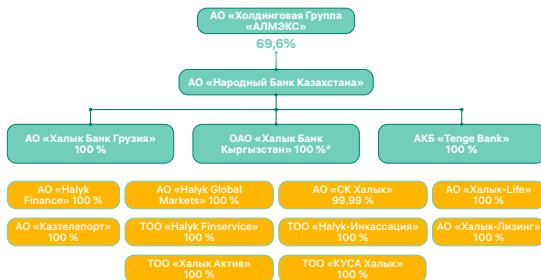 АО «Холдинговая Группа
«АЛМЭКС»
69,6%
АО «Народный Банк Казахстана»
АО «Халык Банк Грузия»
100 %
ОАО «Халык Банк
Кыргызстан» 100 %*
АКБ «Tenge Bank»
100 %
АО «Halyk
Finance» 100 %
АО «Halyk Global
Markets» 100 %
АО «СК Халык»
99,99 %
АО «Халык-Life»
100 %
АО «Казтелепорт»
100 %
ТОО «Halyk Finservice»
100 %
ТОО «Halyk-Инкассация»
100 %
АО «Халык-Лизинг»
100 %
ТОО «Халык Актив»
100 %
ТОО «КУСА Халык»
100 %